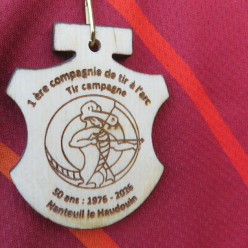 1 ère compagnie de tir à l'arc
Tir campagne
50 ans : 1976 - 2026
Nanteuil le Haudouin